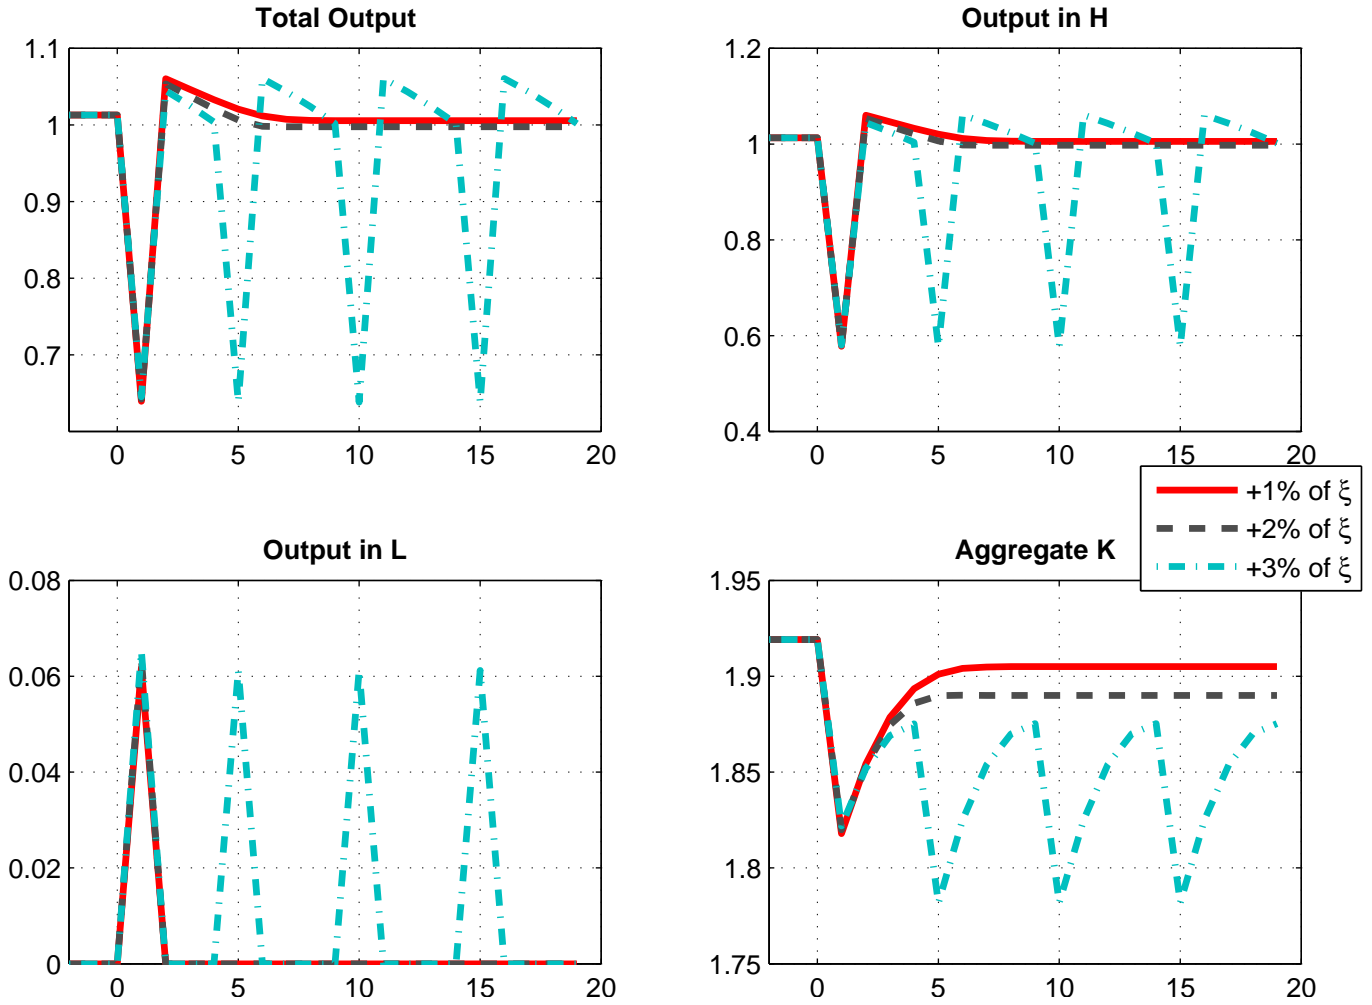 Total Output
1.1
1
0.9
0.8
0.7
0 5 10 15 20
Output in H
1.2
1
0.8
0.6
0.4
0 5 10 15 20
+1% of ξ
+2% of ξ
+3% of ξ
Output in L
0.08
0.06
0.04
0.02
0
0 5 10 15 20
Aggregate K
1.95
1.9
1.85
1.8
1.75
0 5 10 15 20